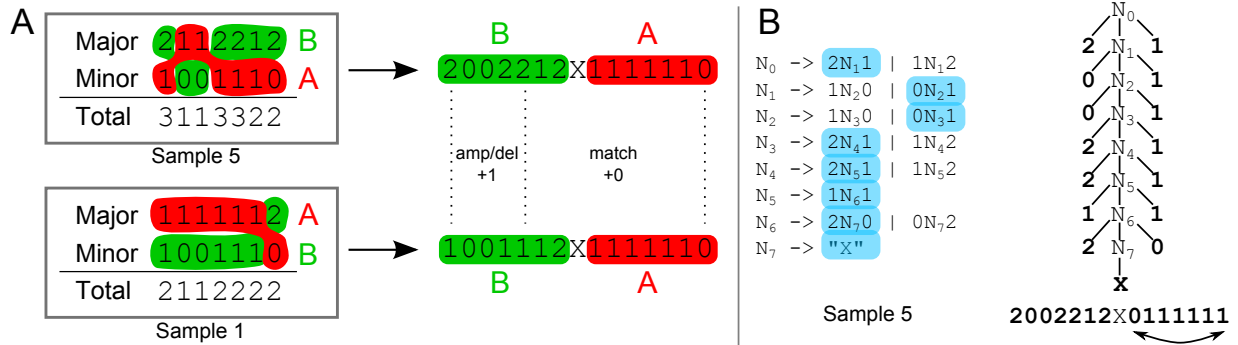 A
Major 2112212 B
Minor 1001110 A
Total 3113322
Sample 5
B A
2002212X1111110
amp/del
+1
match
+0
Major 1111112 A
Minor 1001110 B
Total 2112222
Sample 1
1001112X1111110
B A
B
N0 -> 2N11 | 1N12
N1 -> 1N20 | 0N21
N2 -> 1N30 | 0N31
N3 -> 2N41 | 1N42
N4 -> 2N51 | 1N52
N5 -> 1N61
N6 -> 2N70 | 0N72
N7 -> "X"
Sample 5
N0
2 N1 1
0 N2 1
0 N3 1
2 N4 1
2 N5 1
1 N6 1
2 N7 0
X
2002212X0111111